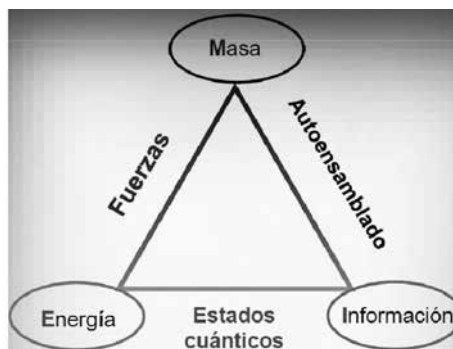 Masa
Fuerzas
Autoensamblado
Energía
Estados
cuánticos
Información